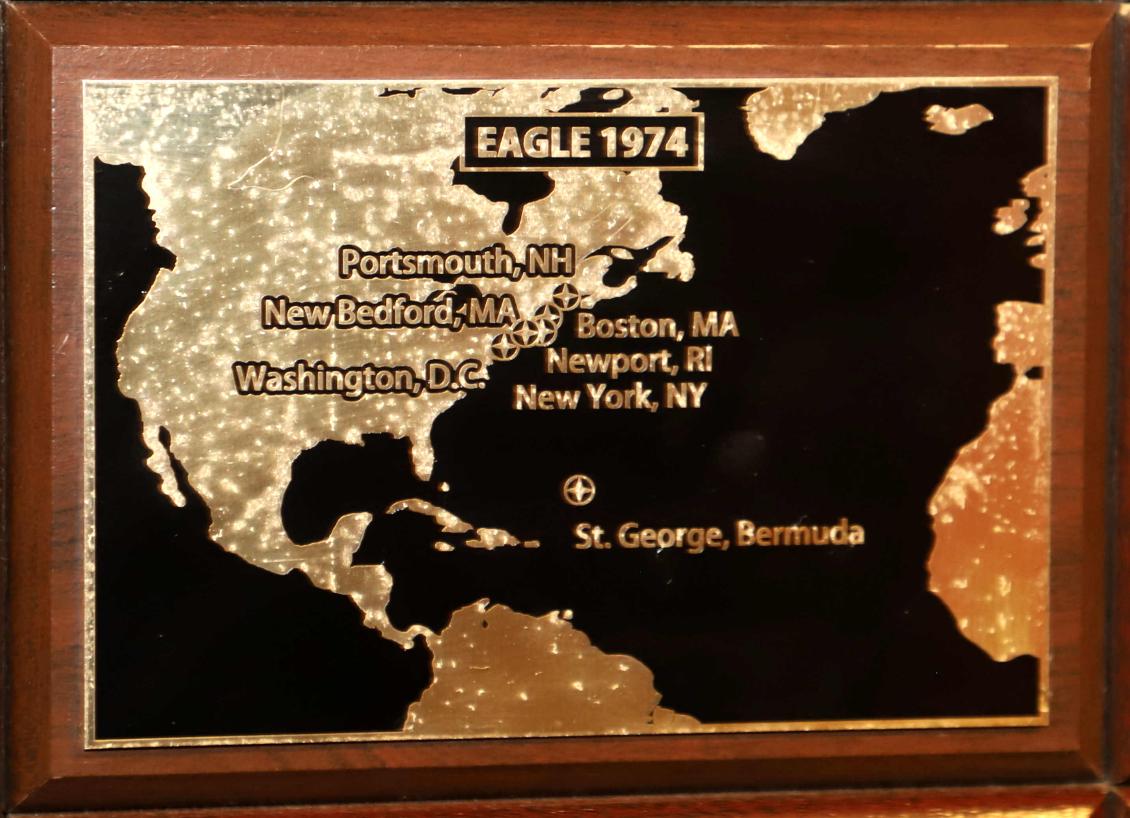 EAGLE 1974
Portsmouth, NH
New Bedford, MA
Boston, MA
Newport, RI
Washington, D.C.
New York, NY
St. George, Bermuda